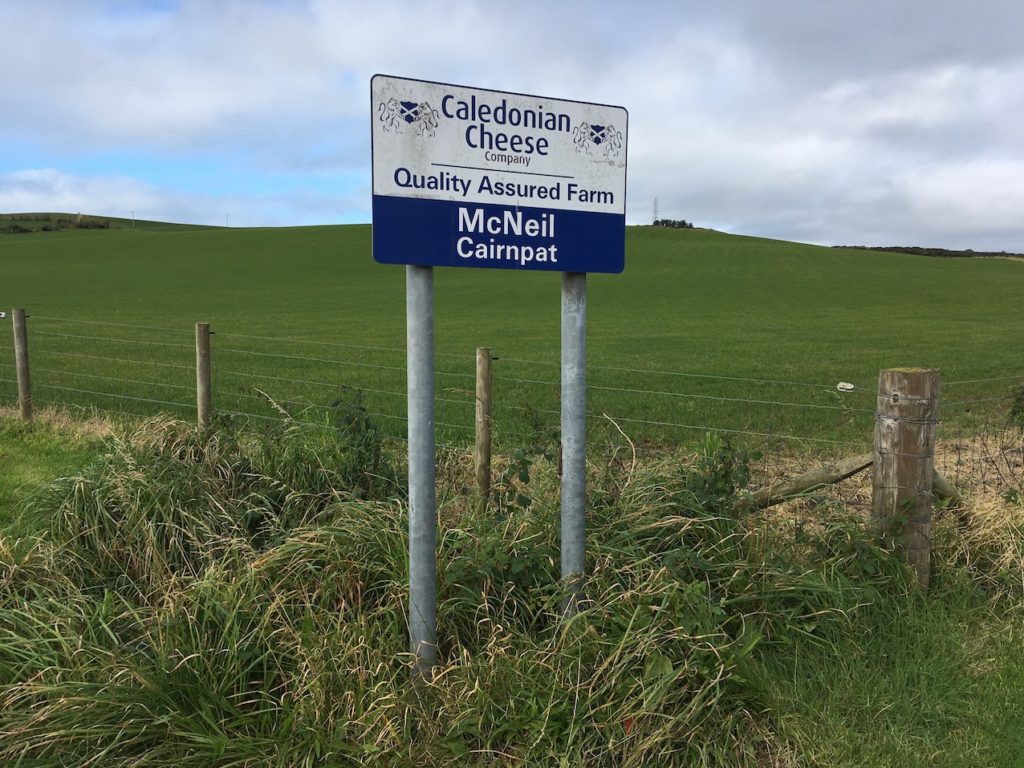 Caledonian
Cheese
Company
Quality Assured Farm
McNeil
Cairnpat